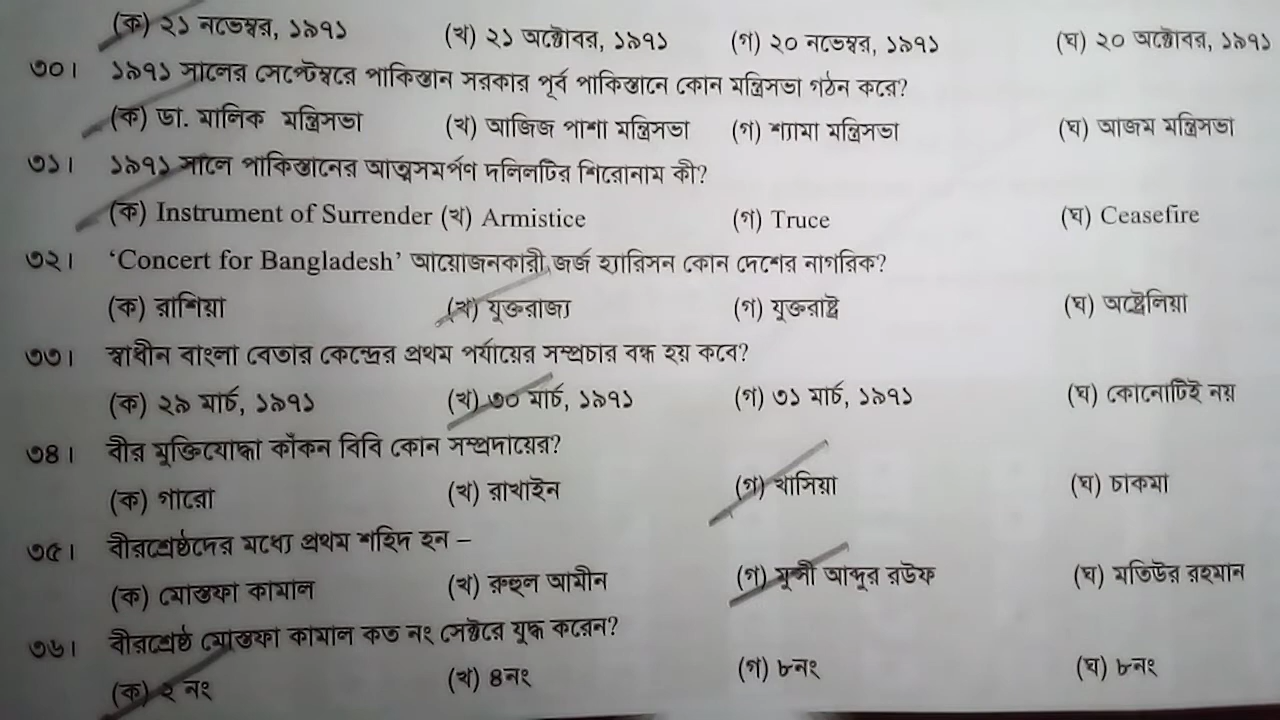 (ক) ২১ নভেম্বর, ১৯৭১ (খ) ২১ অক্টোবর, ১৯৭১ (গ) ২০ নভেম্বর, ১৯৭১ (ঘ) ২০ অক্টোবর, ১৯৭১
৩০। ১৯৭১ সালের সেপ্টেম্বরে পাকিস্তান সরকার পূর্ব পাকিস্তানে কোন মন্ত্রিসভা গঠন করে?
(ক) ডা. মালিক মন্ত্রিসভা (খ) আজিজ পাশা মন্ত্রিসভা (গ) শ্যামা মন্ত্রিসভা (ঘ) আজম মন্ত্রিসভা
৩১। ১৯৭১ সালে পাকিস্তানের আত্মসমর্পণ দলিলটির শিরোনাম কী?
(ক) Instrument of Surrender (খ) Armistice (গ) Truce (ঘ) Ceasefire
৩২। ‘Concert for Bangladesh’ আয়োজনকারী জর্জ হ্যারিসন কোন দেশের নাগরিক?
(ক) রাশিয়া (খ) যুক্তরাজ্য (গ) যুক্তরাষ্ট্র (ঘ) অস্ট্রেলিয়া
৩৩। স্বাধীন বাংলা বেতার কেন্দ্রের প্রথম পর্যায়ের সম্প্রচার বন্ধ হয় কবে?
(ক) ২৯ মার্চ, ১৯৭১ (খ) ৩০ মার্চ, ১৯৭১ (গ) ৩১ মার্চ, ১৯৭১ (ঘ) কোনোটিই নয়
৩৪। বীর মুক্তিযোদ্ধা কাঁকন বিবি কোন সম্প্রদায়ের?
(ক) গারো (খ) রাখাইন (গ) খাসিয়া (ঘ) চাকমা
৩৫। বীরশ্রেষ্ঠদের মধ্যে প্রথম শহিদ হন –
(ক) মোস্তফা কামাল (খ) রুহুল আমীন (গ) মুন্সী আব্দুর রউফ (ঘ) মতিউর রহমান
৩৬। বীরশ্রেষ্ঠ মোস্তফা কামাল কত নং সেক্টরে যুদ্ধ করেন?
(ক) ২ নং (খ) ৪নং (গ) ৮নং (ঘ) ৮নং